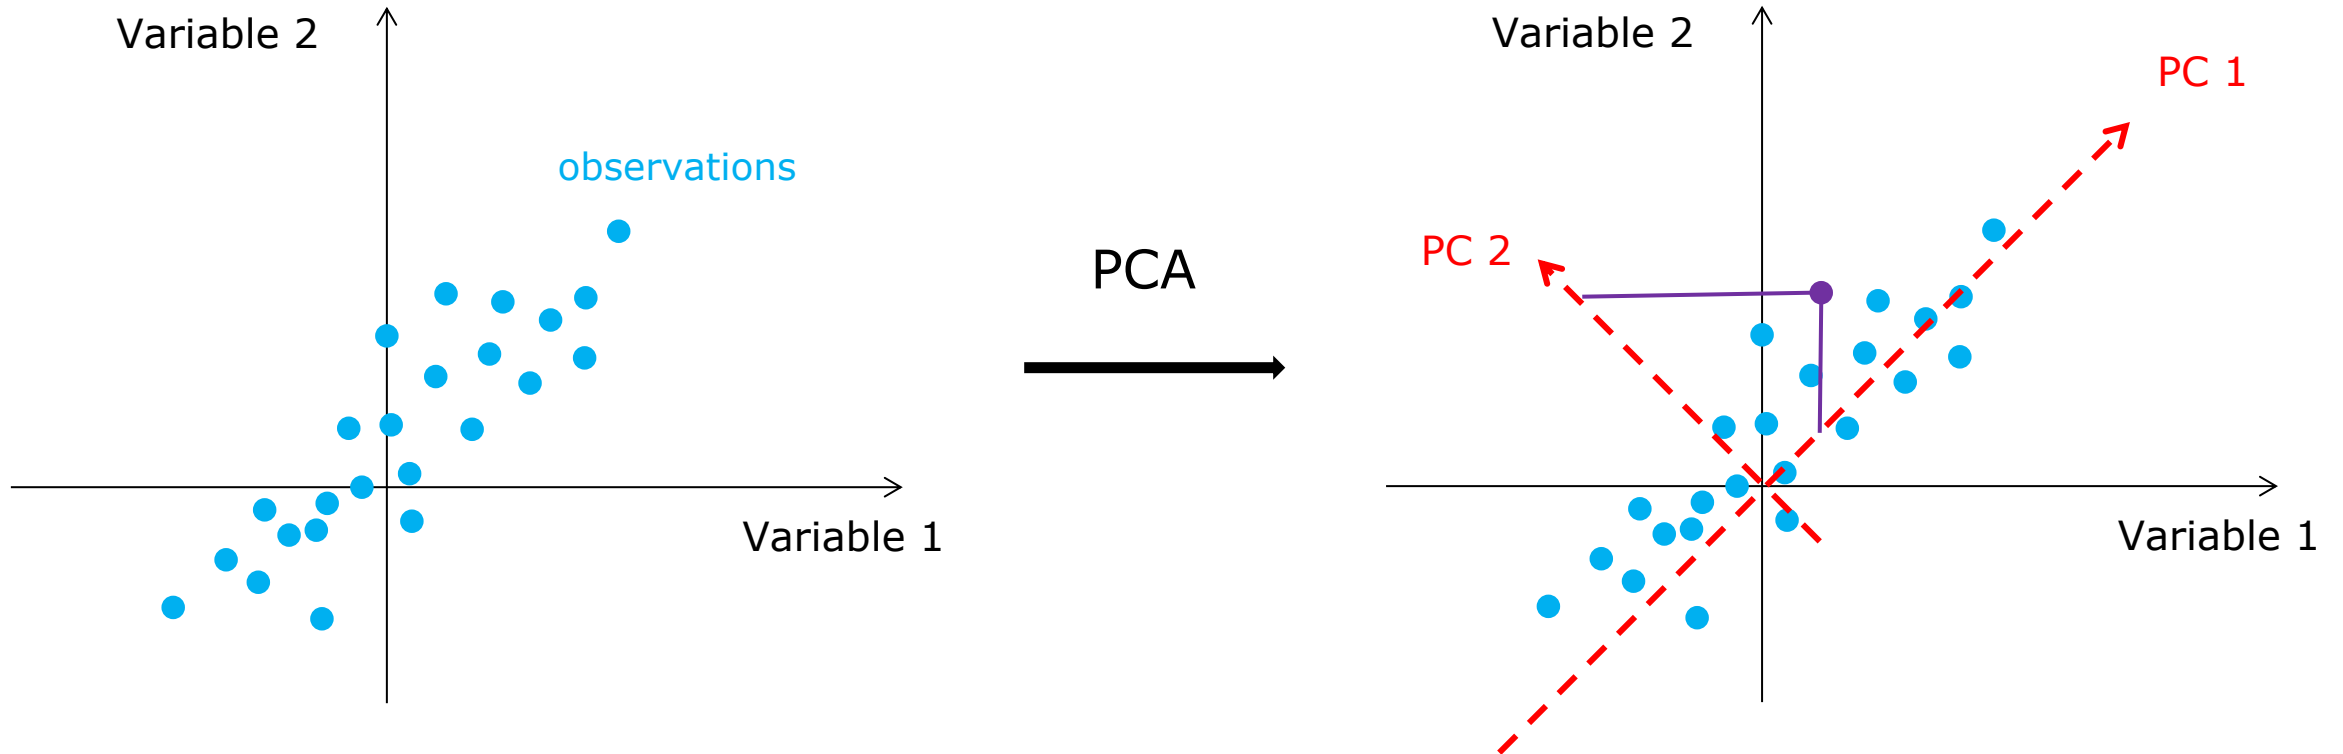 Variable 2
observations
Variable 1
PCA
Variable 2
PC 1
PC 2
Variable 1